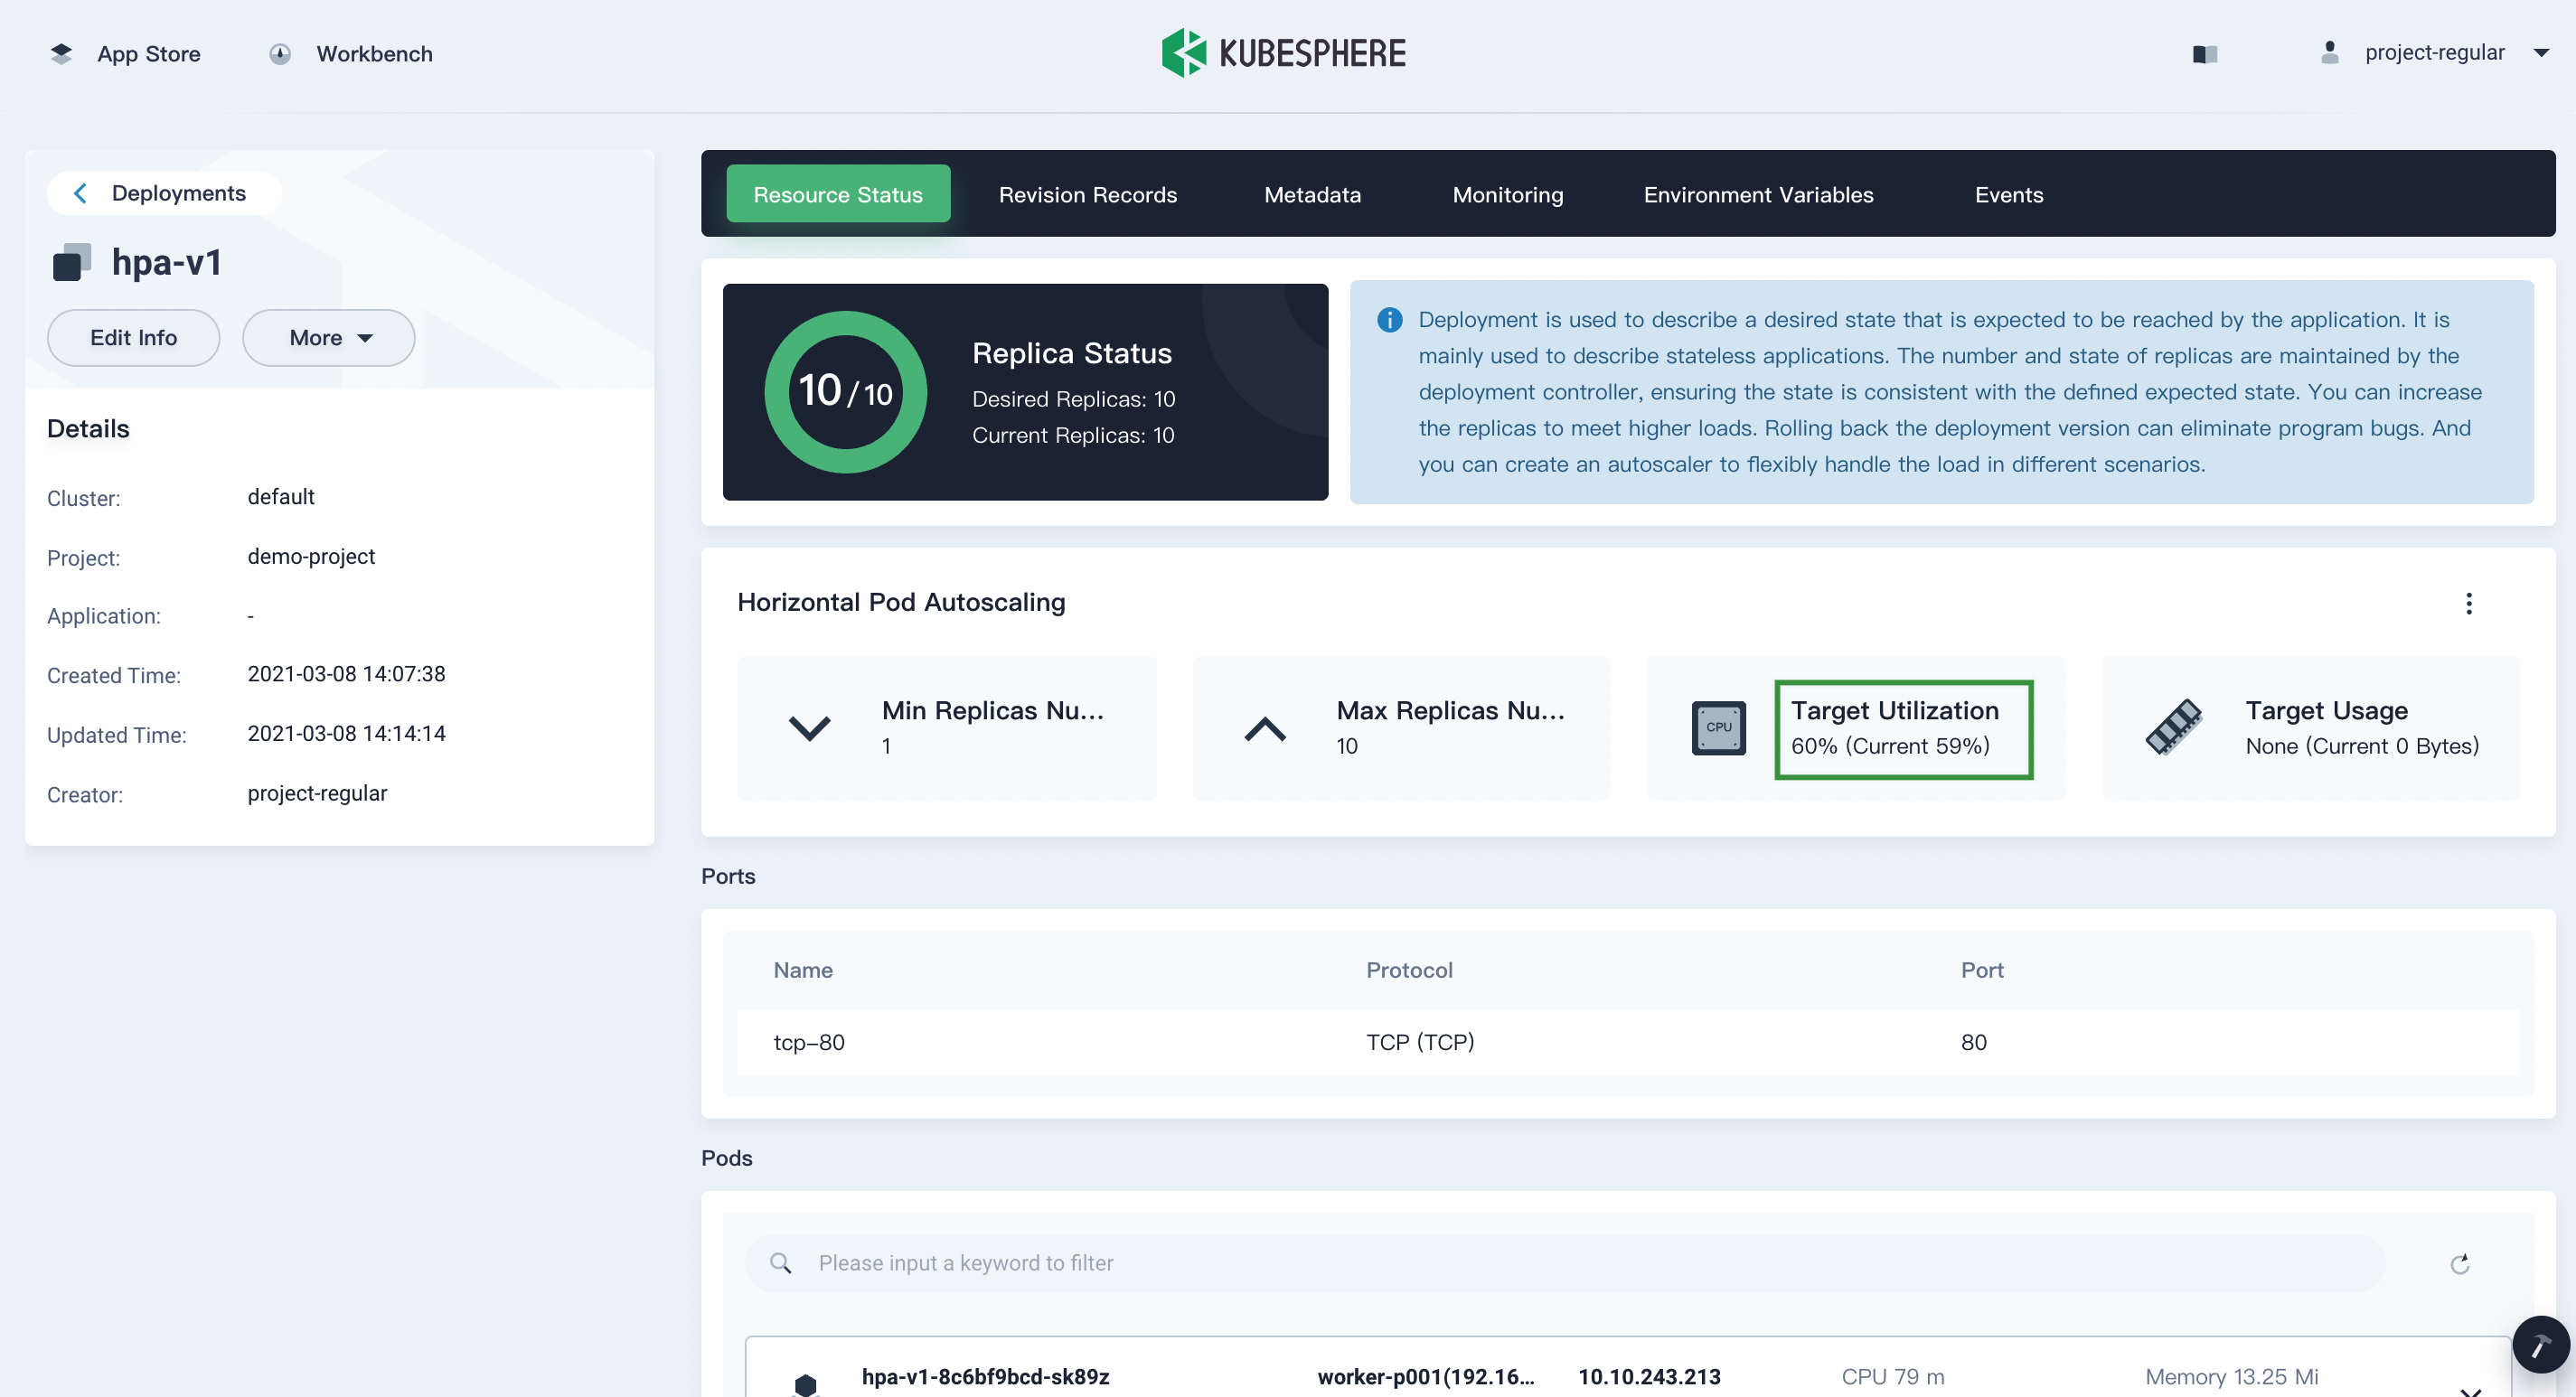 App Store
Workbench
KUBESPHERE
project-regular
Deployments
hpa-v1
Edit Info
More
Details
Cluster:
default
Project:
demo-project
Application:
-
Created Time:
2021-03-08 14:07:38
Updated Time:
2021-03-08 14:14:14
Creator:
project-regular
Resource Status
Revision Records
Metadata
Monitoring
Environment Variables
Events
10/10
Replica Status
Desired Replicas: 10
Current Replicas: 10
Deployment is used to describe a desired state that is expected to be reached by the application. It is
mainly used to describe stateless applications. The number and state of replicas are maintained by the
deployment controller, ensuring the state is consistent with the defined expected state. You can increase
the replicas to meet higher loads. Rolling back the deployment version can eliminate program bugs. And
you can create an autoscaler to flexibly handle the load in different scenarios.
Horizontal Pod Autoscaling
Min Replicas Nu...
1
Max Replicas Nu...
10
CPU
Target Utilization
60% (Current 59%)
Target Usage
None (Current 0 Bytes)
Ports
Name
Protocol
Port
tcp-80
TCP (TCP)
80
Pods
Please input a keyword to filter
hpa-v1-8c6bf9bcd-sk89z
worker-p001(192.16...
10.10.243.213
CPU 79 m
Memory 13.25 Mi